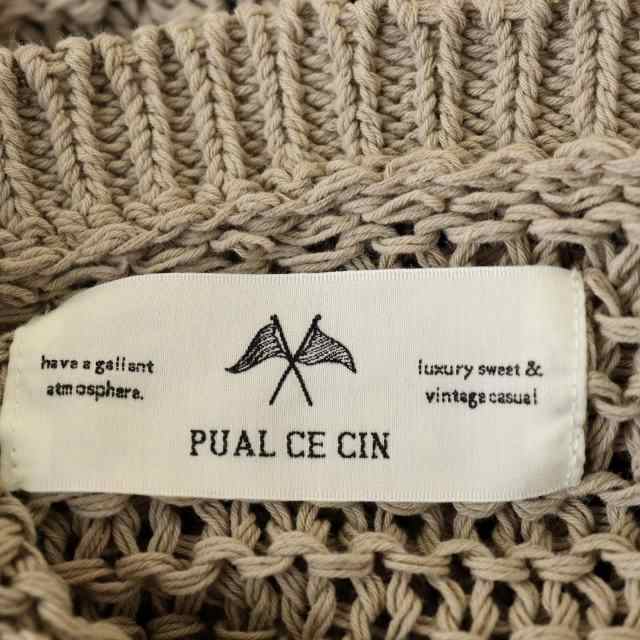 have a gallant
atmosphere.
luxury sweet &
vintage casual
PUAL CE CIN